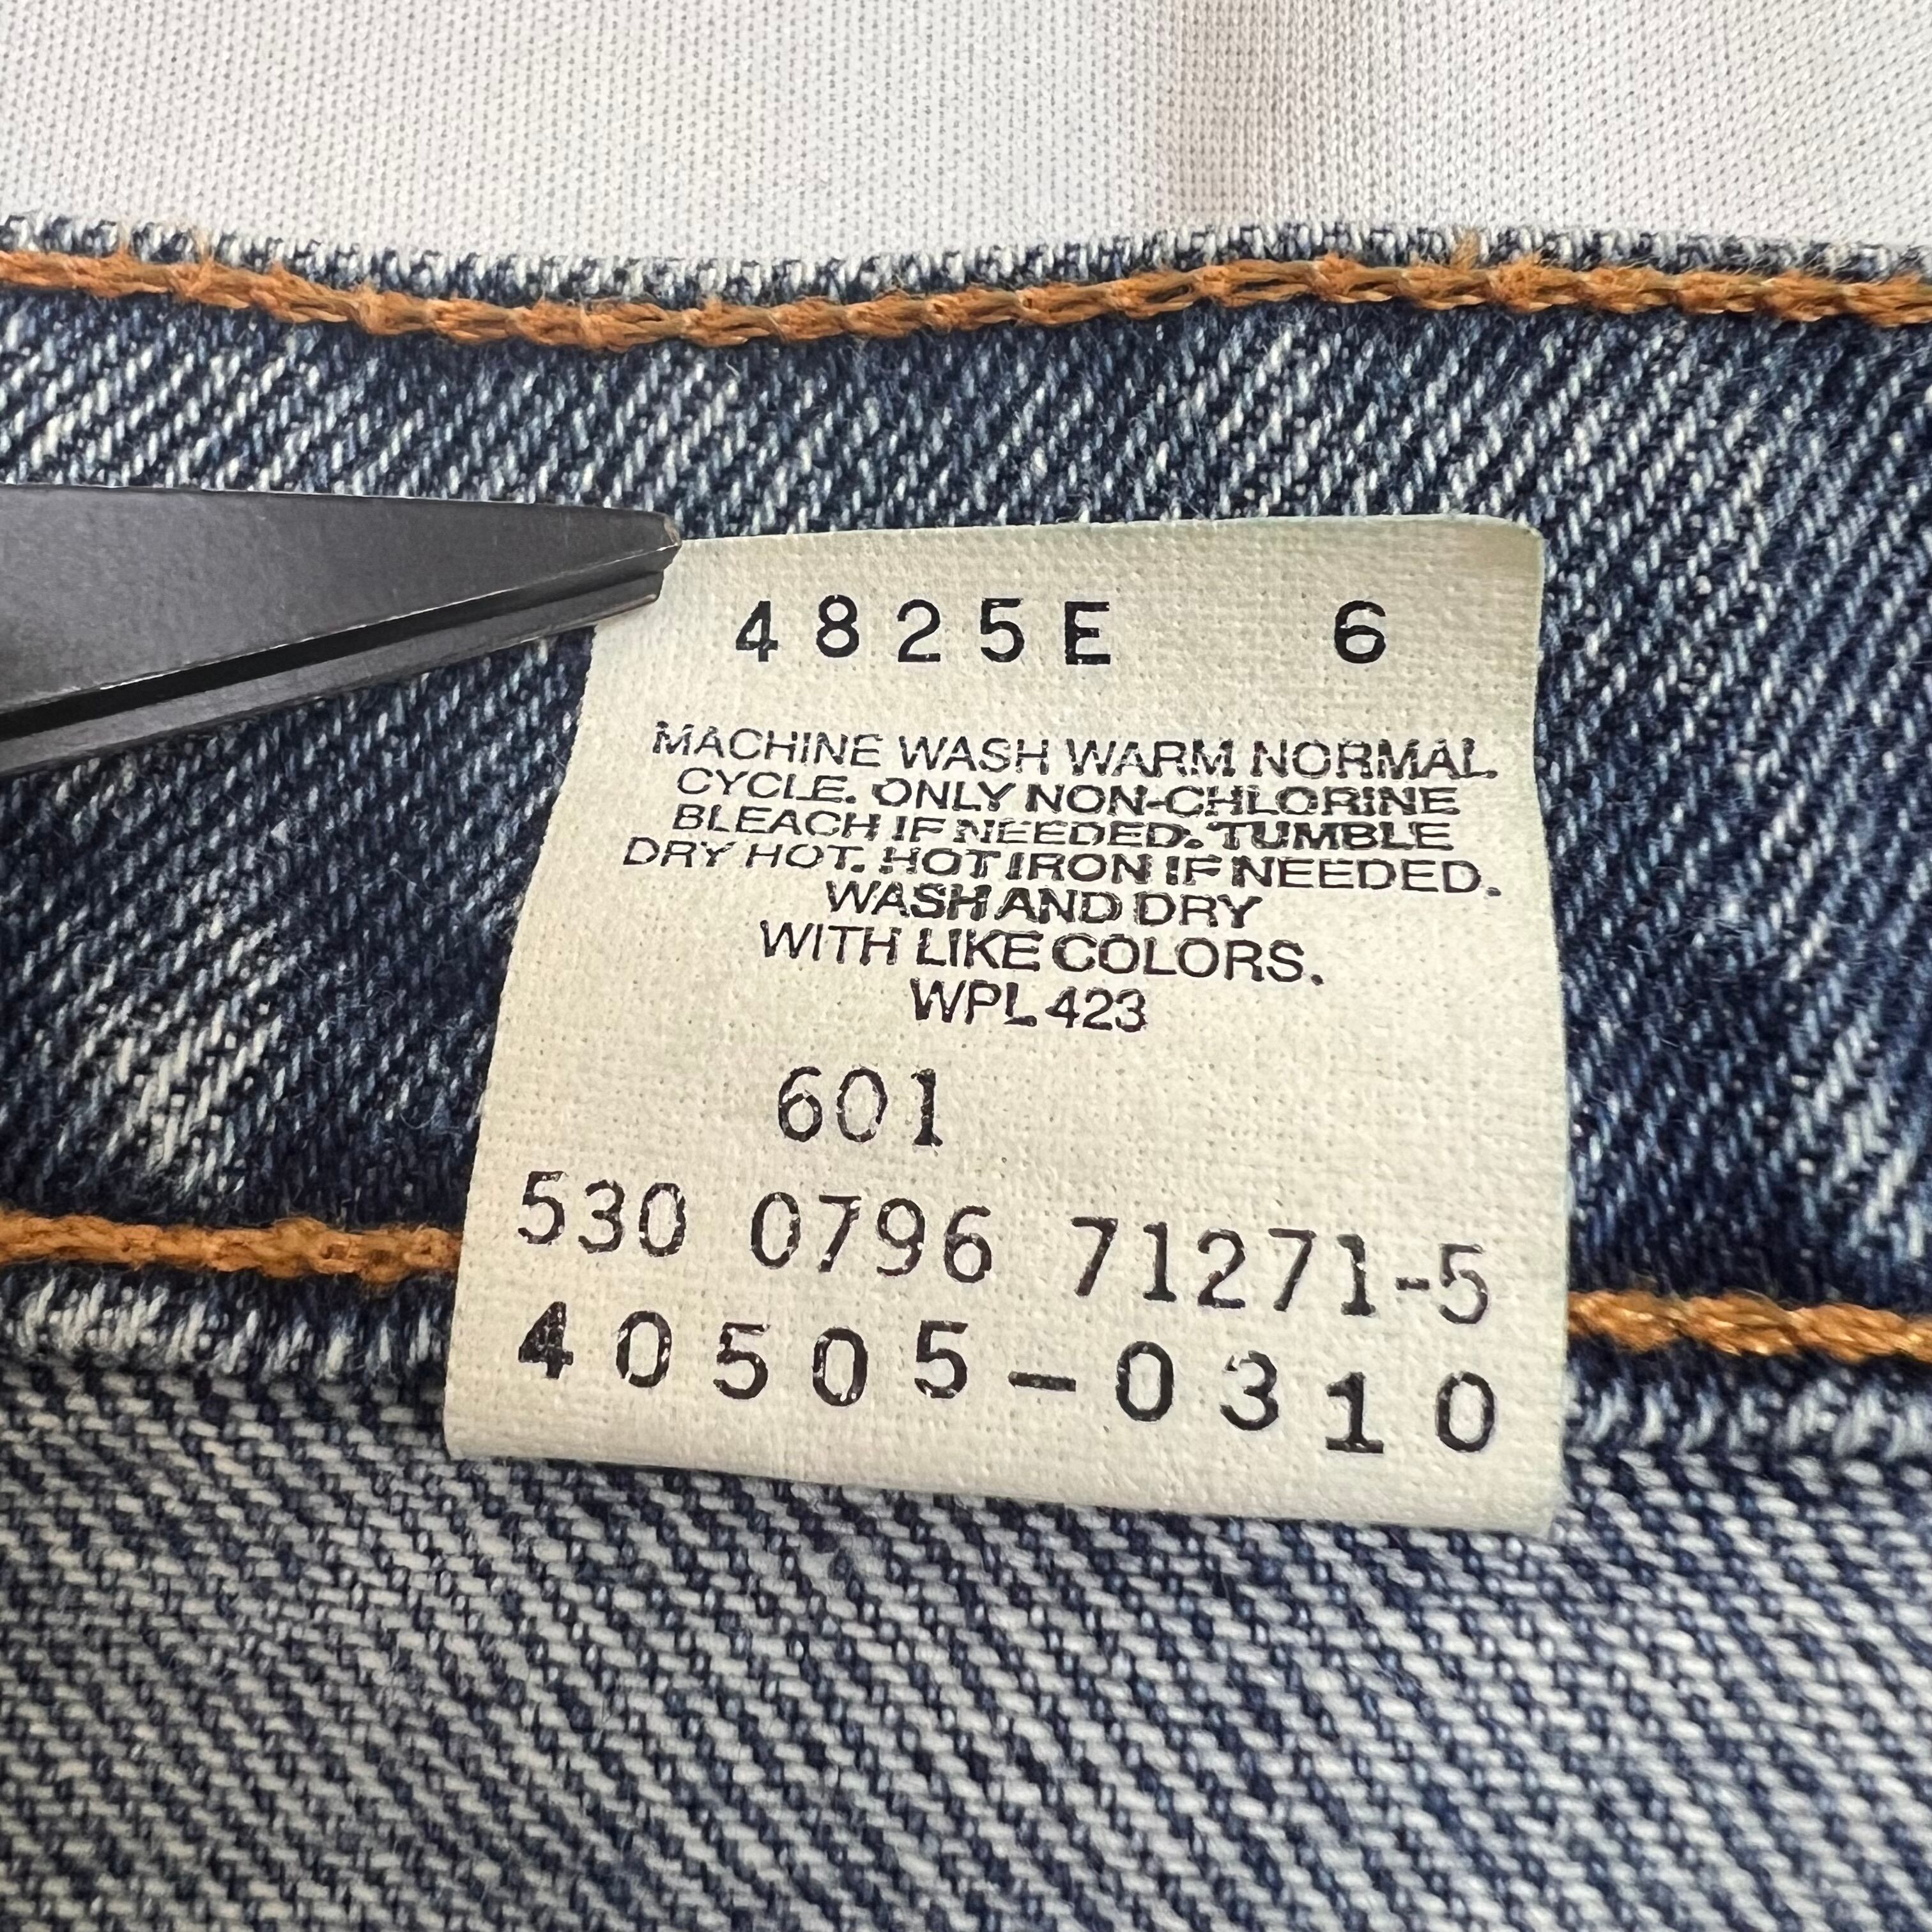 4825E 6
MACHINE WASH WARM NORMAL
CYCLE. ONLY NON-CHLORINE
BLEACH IF NEEDED. TUMBLE
DRY HOT. HOT IRON IF NEEDED.
WASH AND DRY
WITH LIKE COLORS.
WPL 423
601
530 0796 71271-5
40505-0310